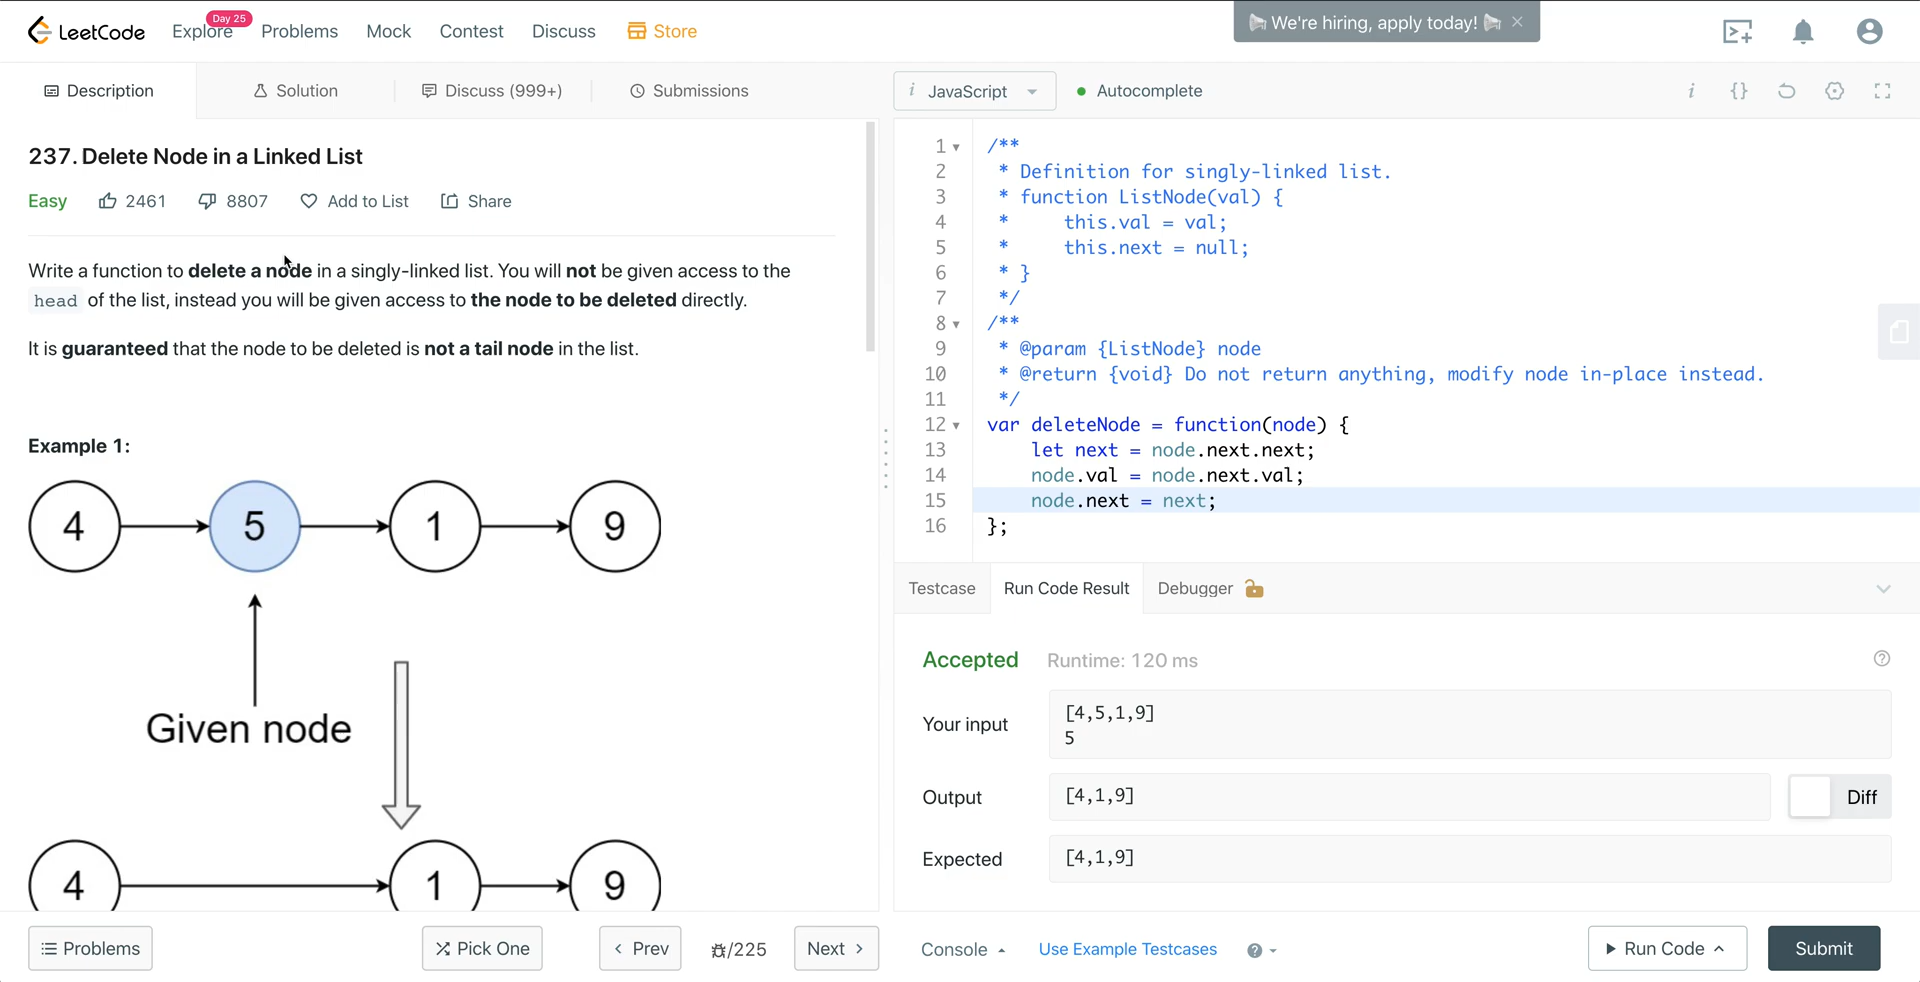 LeetCode
Explore
Day 25
Problems
Mock
Contest
Discuss
Store
We're hiring, apply today!
Description
Solution
Discuss (999+)
Submissions
237. Delete Node in a Linked List
Easy
2461
8807
Add to List
Share
Write a function to delete a node in a singly-linked list. You will not be given access to the
head of the list, instead you will be given access to the node to be deleted directly.
It is guaranteed that the node to be deleted is not a tail node in the list.
Example 1:
4
5
1
9
Given node
4
1
9
Problems
Pick One
Prev
/225
Next
i JavaScript
Autocomplete
i
{}
1 /**
2  * Definition for singly-linked list.
3  * function ListNode(val) {
4  *     this.val = val;
5  *     this.next = null;
6  * }
7  */
8 /**
9  * @param {ListNode} node
10  * @return {void} Do not return anything, modify node in-place instead.
11  */
12 var deleteNode = function(node) {
13     let next = node.next.next;
14     node.val = node.next.val;
15     node.next = next;
16 };
Testcase
Run Code Result
Debugger
Accepted
Runtime: 120 ms
?
Your input
[4,5,1,9]
5
Output
[4,1,9]
Diff
Expected
[4,1,9]
Console
Use Example Testcases
?
Run Code
Submit